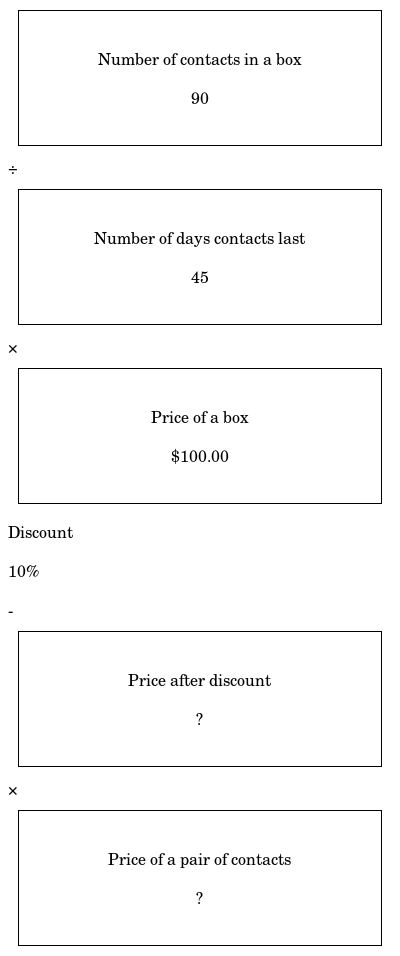 Number of contacts in a box
90
÷
Number of days contacts last
45
×
Price of a box
$100.00
Discount
10%
-
Price after discount
?
×
Price of a pair of contacts
?